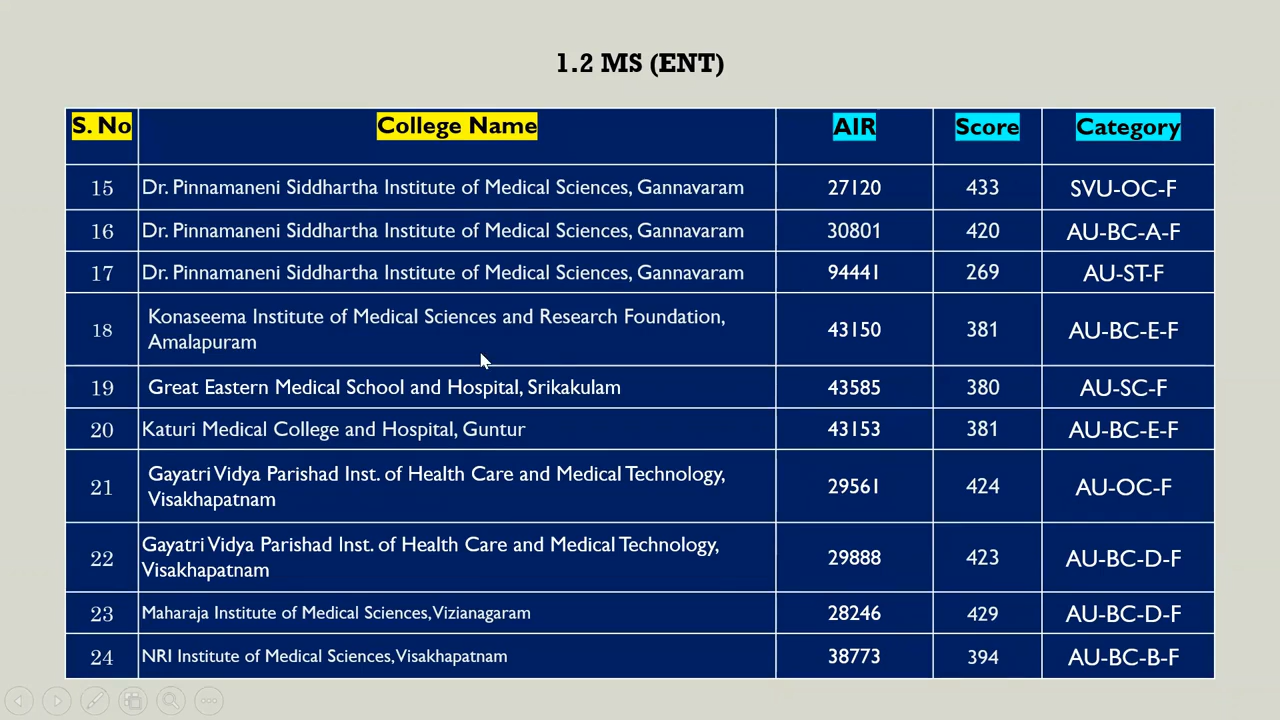 1.2 MS (ENT)
S. No College Name AIR Score Category
15 Dr. Pinnamaneni Siddhartha Institute of Medical Sciences, Gannavaram 27120 433 SVU-OC-F
16 Dr. Pinnamaneni Siddhartha Institute of Medical Sciences, Gannavaram 30801 420 AU-BC-A-F
17 Dr. Pinnamaneni Siddhartha Institute of Medical Sciences, Gannavaram 94441 269 AU-ST-F
18 Konaseema Institute of Medical Sciences and Research Foundation, 43150 381 AU-BC-E-F
Amalapuram
19 Great Eastern Medical School and Hospital, Srikakulam 43585 380 AU-SC-F
20 Katuri Medical College and Hospital, Guntur 43153 381 AU-BC-E-F
21 Gayatri Vidya Parishad Inst. of Health Care and Medical Technology, 29561 424 AU-OC-F
Visakhapatnam
22 Gayatri Vidya Parishad Inst. of Health Care and Medical Technology, 29888 423 AU-BC-D-F
Visakhapatnam
23 Maharaja Institute of Medical Sciences, Vizianagaram 28246 429 AU-BC-D-F
24 NRI Institute of Medical Sciences, Visakhapatnam 38773 394 AU-BC-B-F